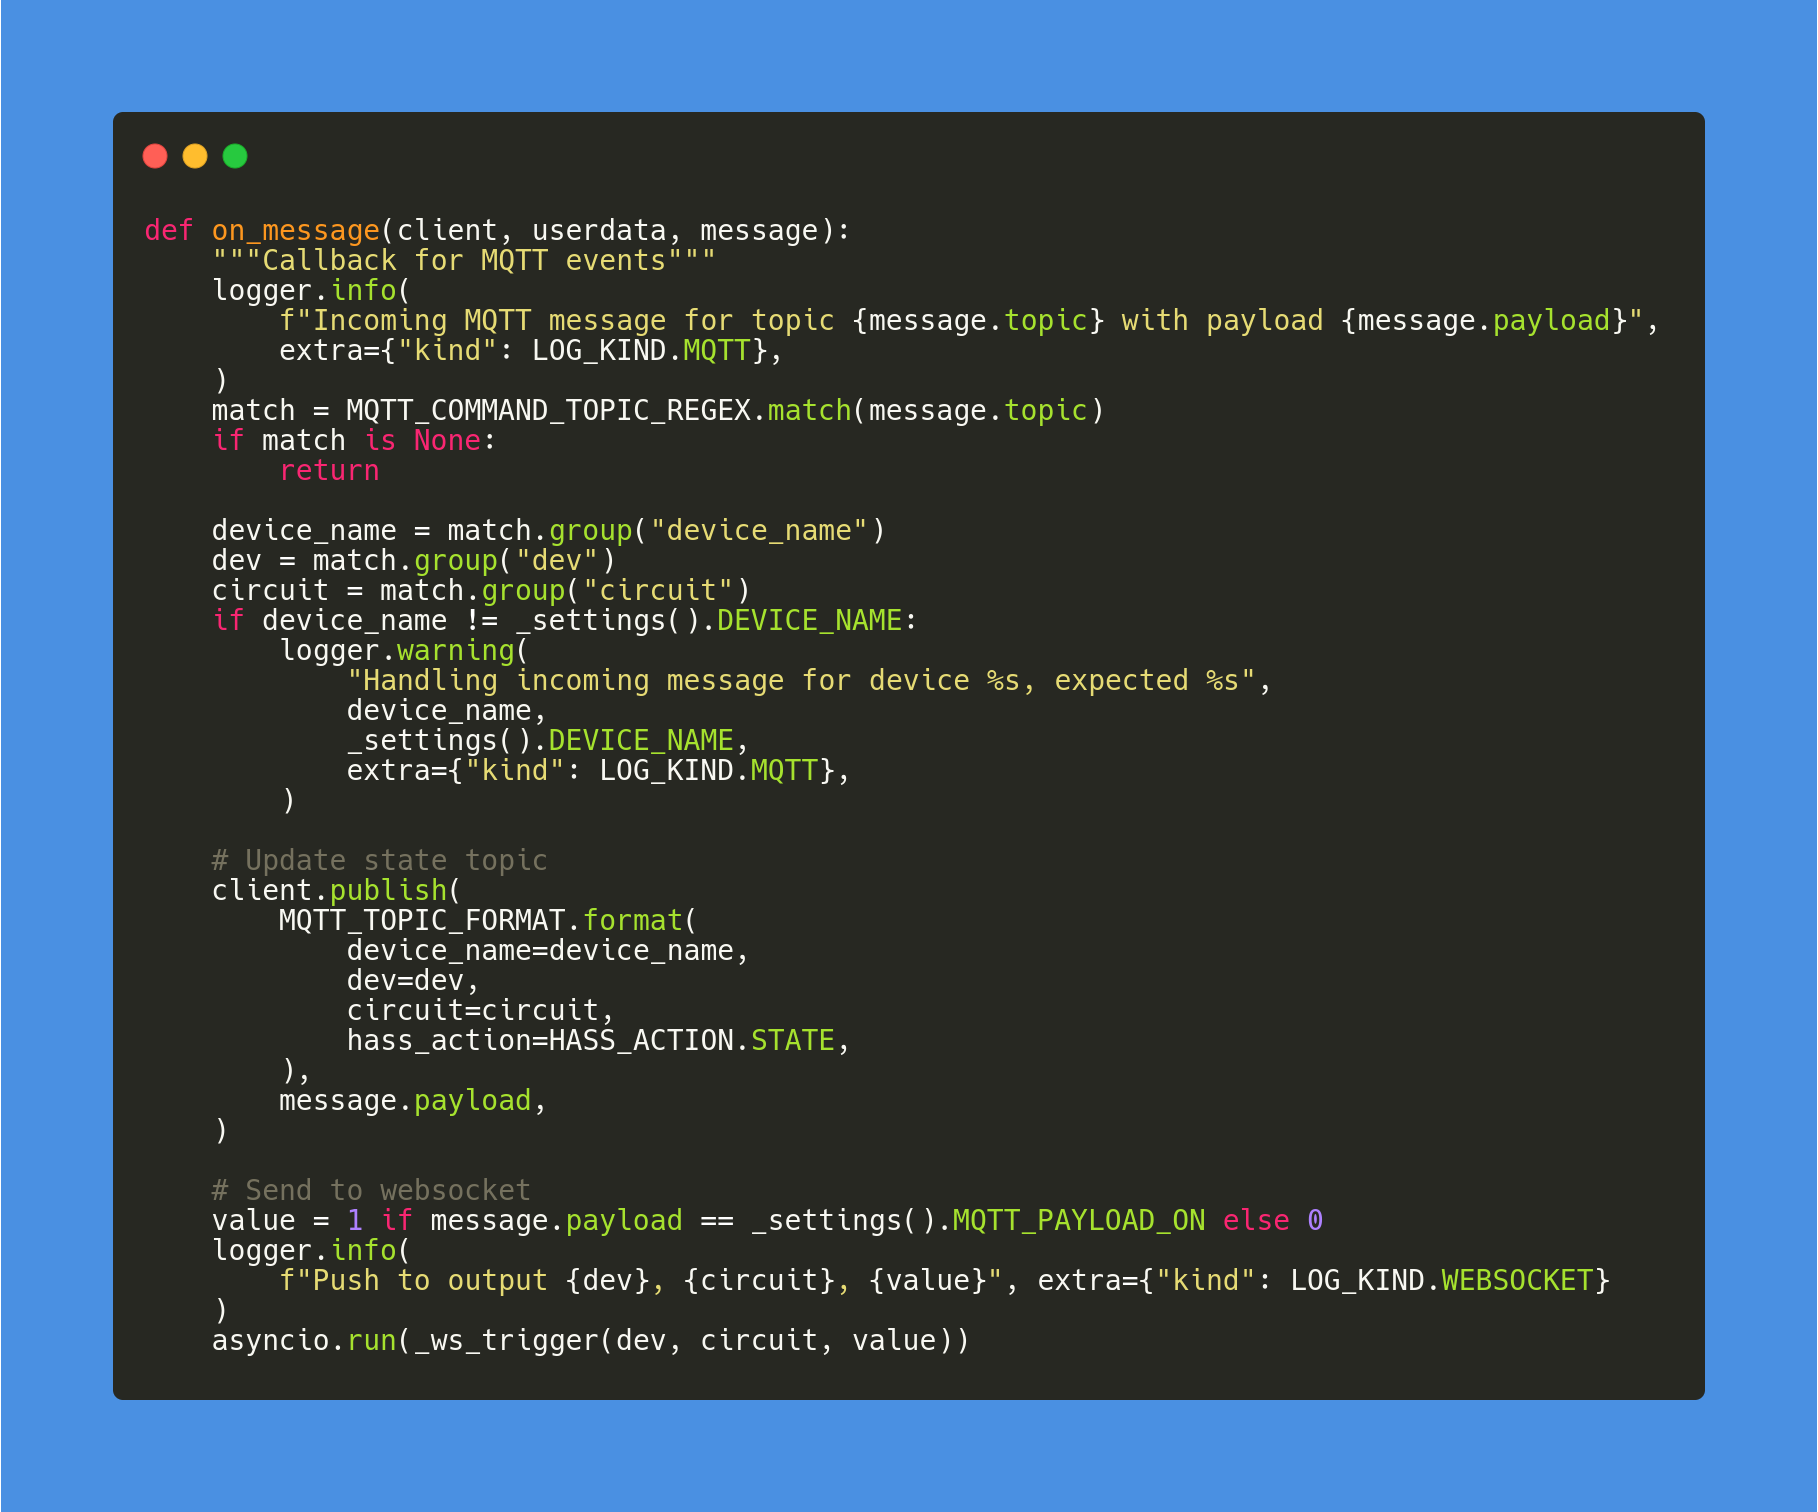 def on_message(client, userdata, message):
    """Callback for MQTT events"""
    logger.info(
        f"Incoming MQTT message for topic {message.topic} with payload {message.payload}",
        extra={"kind": LOG_KIND.MQTT},
    )
    match = MQTT_COMMAND_TOPIC_REGEX.match(message.topic)
    if match is None:
        return

    device_name = match.group("device_name")
    dev = match.group("dev")
    circuit = match.group("circuit")
    if device_name != _settings().DEVICE_NAME:
        logger.warning(
            "Handling incoming message for device %s, expected %s",
            device_name,
            _settings().DEVICE_NAME,
            extra={"kind": LOG_KIND.MQTT},
        )

    # Update state topic
    client.publish(
        MQTT_TOPIC_FORMAT.format(
            device_name=device_name,
            dev=dev,
            circuit=circuit,
            hass_action=HASS_ACTION.STATE,
        ),
        message.payload,
    )

    # Send to websocket
    value = 1 if message.payload == _settings().MQTT_PAYLOAD_ON else 0
    logger.info(
        f"Push to output {dev}, {circuit}, {value}", extra={"kind": LOG_KIND.WEBSOCKET}
    )
    asyncio.run(_ws_trigger(dev, circuit, value))